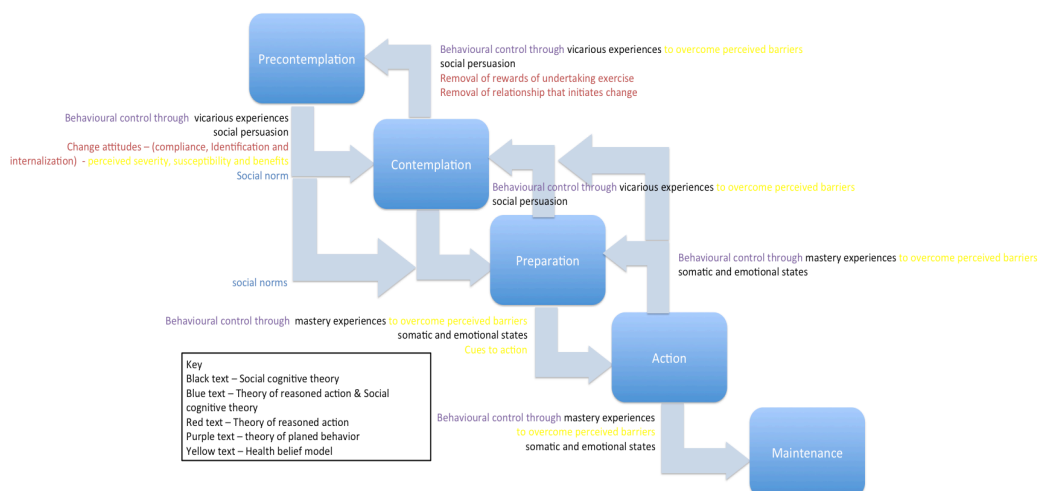 Precontemplation
Behavioural control through vicarious experiences to overcome perceived barriers
social persuasion
Removal of rewards of undertaking exercise
Removal of relationship that initiates change
Behavioural control through vicarious experiences
social persuasion
Change attitudes – (compliance, Identification and
internalization) - perceived severity, susceptibility and benefits
Social norm
Contemplation
Behavioural control through vicarious experiences to overcome perceived barriers
social persuasion
Preparation
Behavioural control through mastery experiences to overcome perceived barriers
somatic and emotional states
social norms
Behavioural control through mastery experiences to overcome perceived barriers
somatic and emotional states
Cues to action
Action
Key
Black text – Social cognitive theory
Blue text – Theory of reasoned action & Social
cognitive theory
Red text – Theory of reasoned action
Purple text – theory of planed behavior
Yellow text – Health belief model
Behavioural control through mastery experiences
to overcome perceived barriers
somatic and emotional states
Maintenance